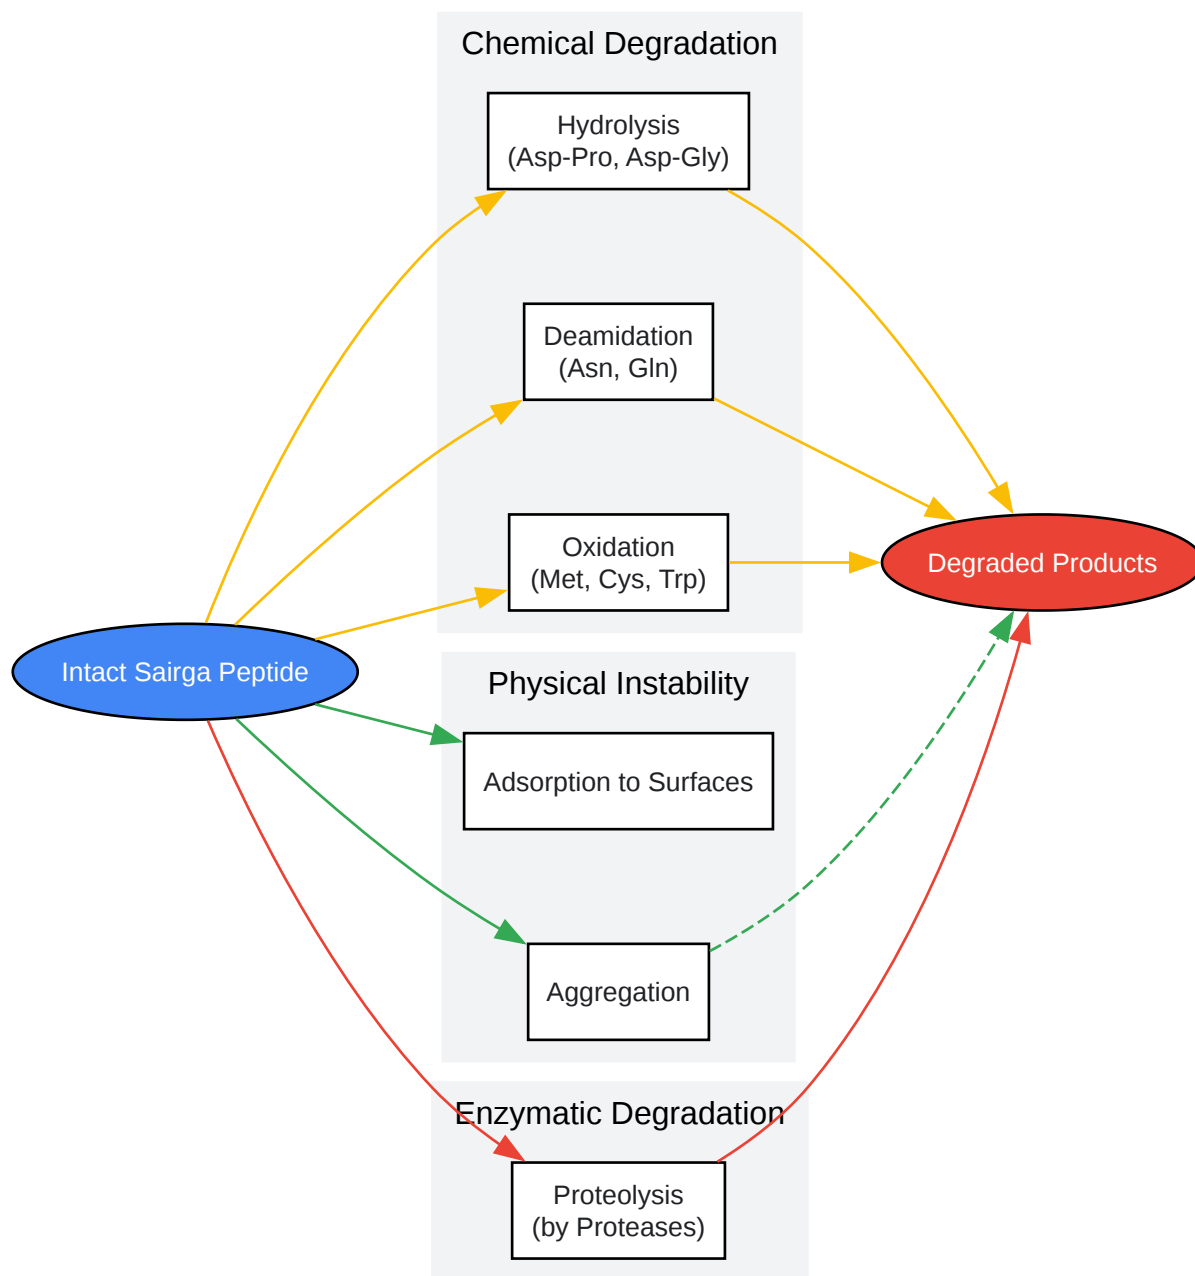 Chemical Degradation
Hydrolysis
(Asp-Pro, Asp-Gly)
Deamidation
(Asn, Gln)
Oxidation
(Met, Cys, Trp)
Degraded Products
Intact Sairga Peptide
Physical Instability
Adsorption to Surfaces
Aggregation
Enzymatic Degradation
Proteolysis
(by Proteases)